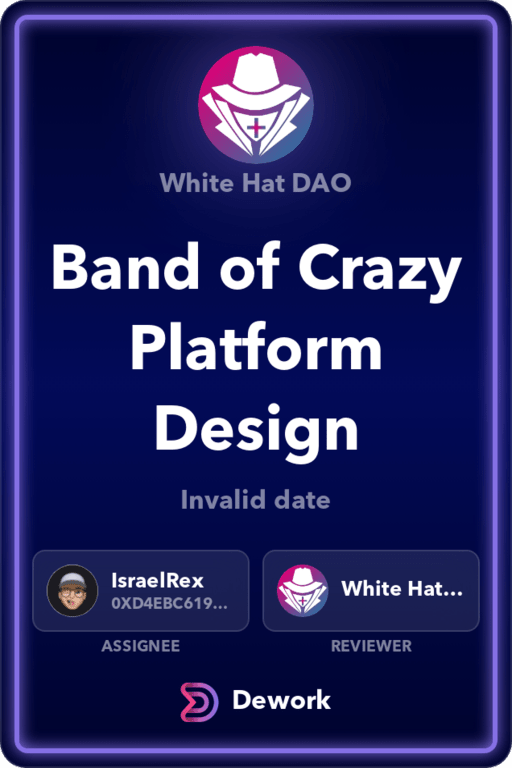 White Hat DAO
Band of Crazy
Platform
Design
Invalid date
IsraelRex
0XD4EBC619...
White Hat...
ASSIGNEE
REVIEWER
Dework